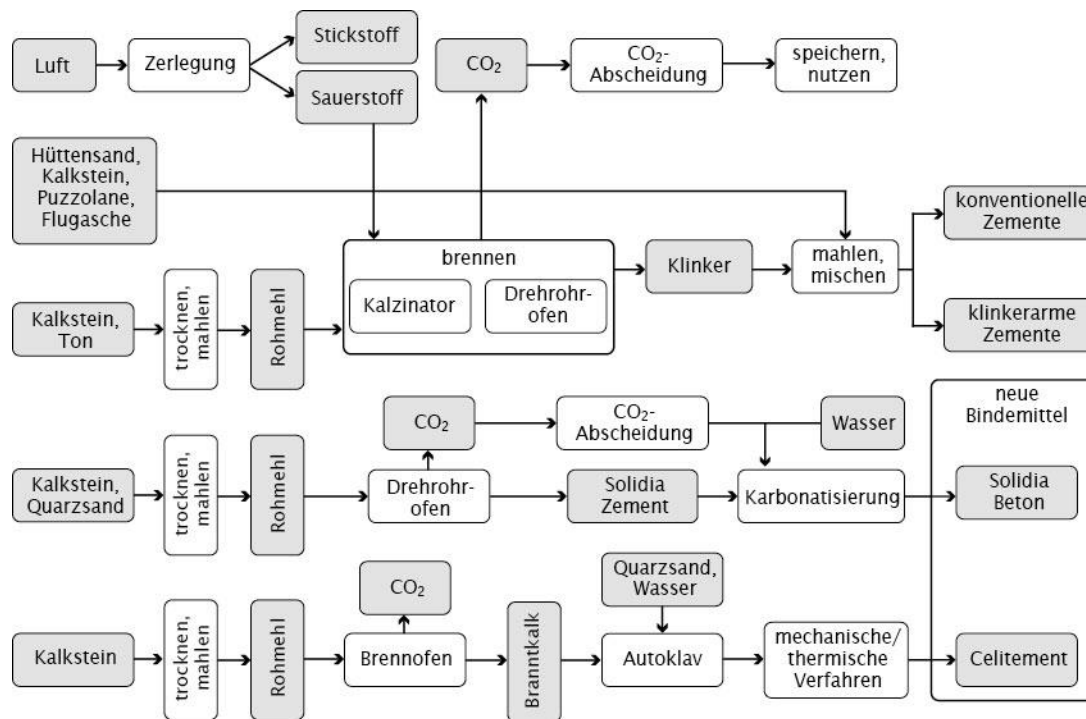 Luft
Zerlegung
Stickstoff
Sauerstoff
CO₂
CO₂-
Abscheidung
speichern,
nutzen
Hüttensand,
Kalkstein,
Puzzolane,
Flugasche
brennen
Kalzinator
Drehrohr-
ofen
Klinker
mahlen,
mischen
konventionelle
Zemente
klinkerarme
Zemente
Kalkstein,
Ton
trocknen,
mahlen
Rohmehl
CO₂
CO₂-
Abscheidung
Wasser
neue
Bindemittel
Kalkstein,
Quarzsand
trocknen,
mahlen
Rohmehl
Drehrohr-
ofen
Solidia
Zement
Karbonatisierung
Solidia
Beton
CO₂
Quarzsand,
Wasser
Kalkstein
trocknen,
mahlen
Rohmehl
Brennofen
Branntkalk
Autoklav
mechanische/
thermische
Verfahren
Celitement